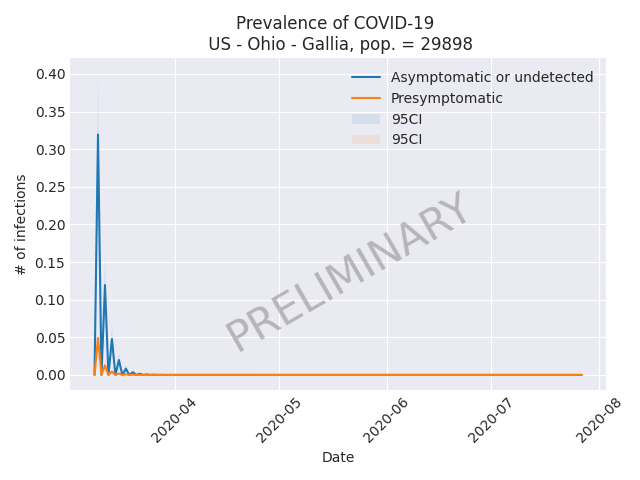 Prevalence of COVID-19
US - Ohio - Gallia, pop. = 29898
Asymptomatic or undetected
Presymptomatic
95CI
95CI
0.40
0.35
0.30
0.25
0.20
0.15
0.10
0.05
0.00
# of infections
PRELIMINARY
2020-04
2020-05
2020-06
2020-07
2020-08
Date